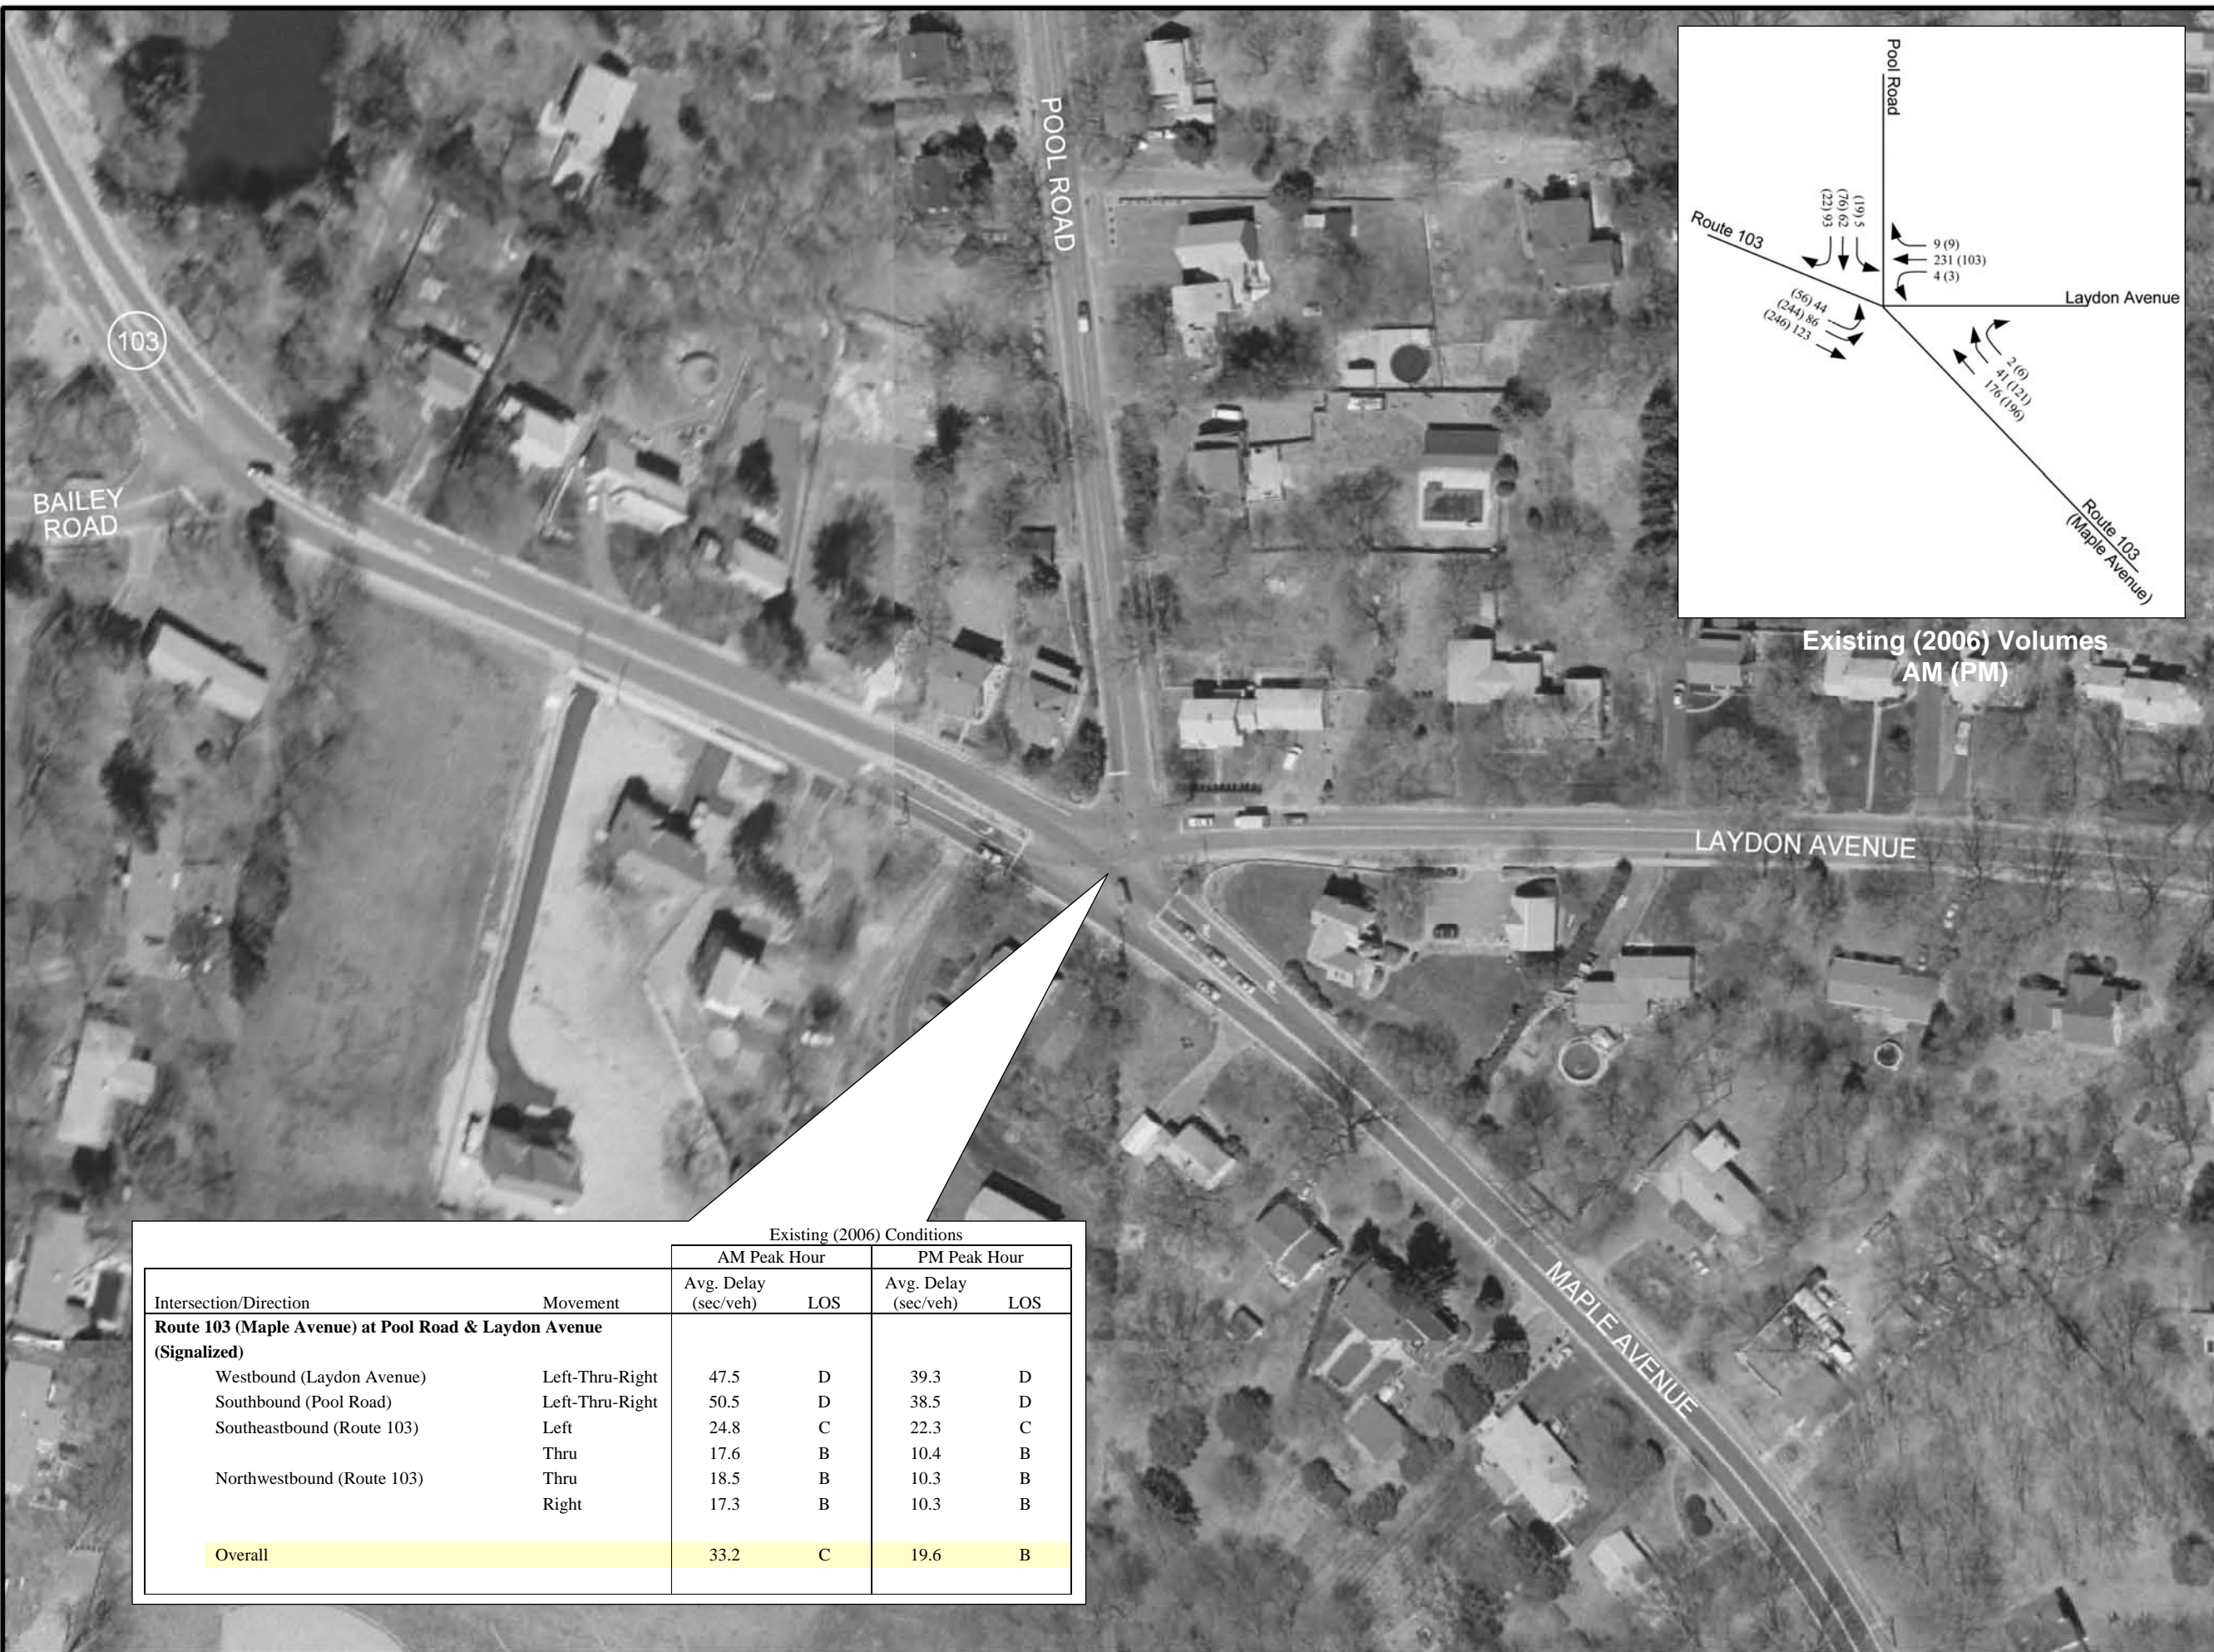 POOL ROAD
103
BAILEY
ROAD
LAYDON AVENUE
MAPLE AVENUE
Pool Road
Route 103
(22) 93
(76) 62
(19) 5
9 (9)
231 (103)
4 (3)
Laydon Avenue
(56) 44
(244) 86
(246) 123
2 (6)
41 (121)
176 (196)
Route 103
(Maple Avenue)
Existing (2006) Volumes
AM (PM)
Existing (2006) Conditions
AM Peak Hour PM Peak Hour
Avg. Delay Avg. Delay
Intersection/Direction Movement (sec/veh) LOS (sec/veh) LOS
Route 103 (Maple Avenue) at Pool Road & Laydon Avenue
(Signalized)
Westbound (Laydon Avenue) Left-Thru-Right 47.5 D 39.3 D
Southbound (Pool Road) Left-Thru-Right 50.5 D 38.5 D
Southeastbound (Route 103) Left 24.8 C 22.3 C
Thru 17.6 B 10.4 B
Northwestbound (Route 103) Thru 18.5 B 10.3 B
Right 17.3 B 10.3 B
Overall 33.2 C 19.6 B